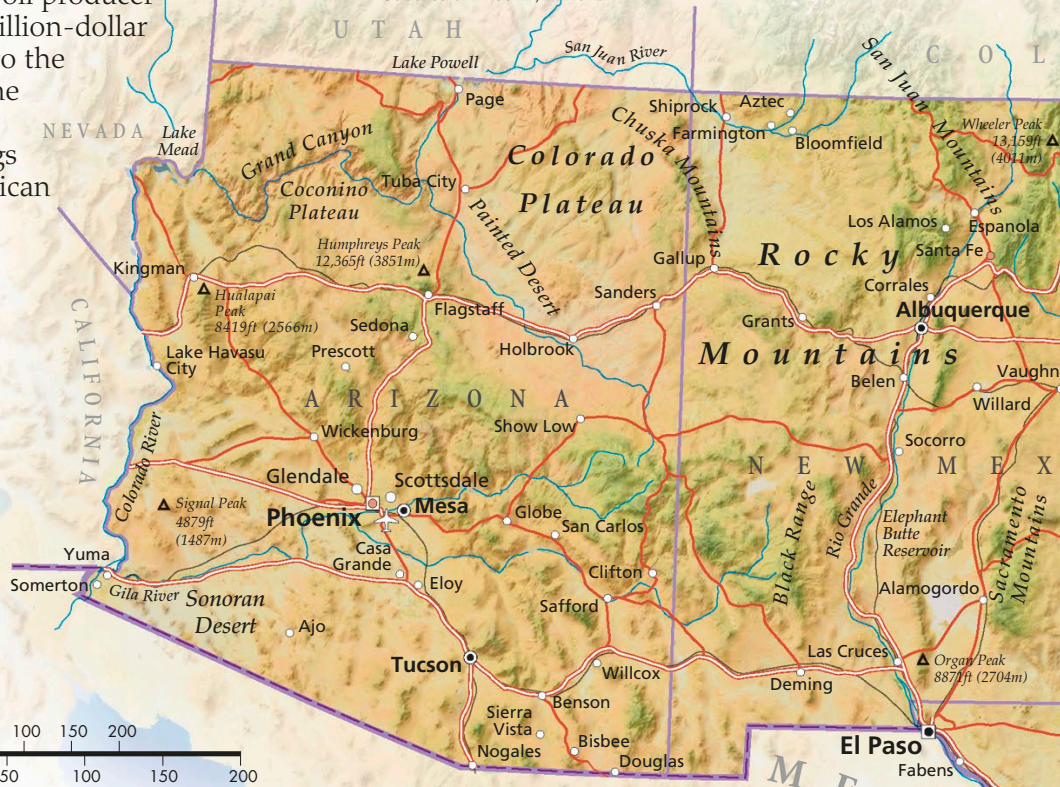 oil producer
illion-dollar
o the
ne
gs
ican
UTAH
COL
NEVADA
CALIFORNIA
ARIZONA
NEW MEX
ME
Lake Powell
San Juan River
San Juan Mountains
Page
Lake Mead
Grand Canyon
Coconino Plateau
Tuba City
Colorado Plateau
Painted Desert
Chuska Mountains
Shiprock
Aztec
Farmington
Bloomfield
Wheeler Peak
13,159ft
(4011m)
Los Alamos
Espanola
Santa Fe
Rocky Mountains
Humphreys Peak
12,365ft (3851m)
Kingman
Hualapai
Peak
8419ft (2566m)
Flagstaff
Sedona
Prescott
Holbrook
Sanders
Gallup
Grants
Corrales
Albuquerque
Belen
Vaughn
Willard
Lake Havasu
City
Wickenburg
Show Low
Socorro
Colorado River
Signal Peak
4879ft
(1487m)
Glendale
Scottsdale
Phoenix
Mesa
Globe
San Carlos
Black Range
Rio Grande
Elephant
Butte
Reservoir
Sacramento
Mountains
Yuma
Somerton
Gila River
Sonoran
Desert
Casa
Grande
Eloy
Clifton
Safford
Alamogordo
Ajo
Tucson
Willcox
Benson
Las Cruces
Deming
Organ Peak
8871ft (2704m)
Sierra
Vista
Nogales
Bisbee
Douglas
El Paso
Fabens
100 150 200
50 100 150 200